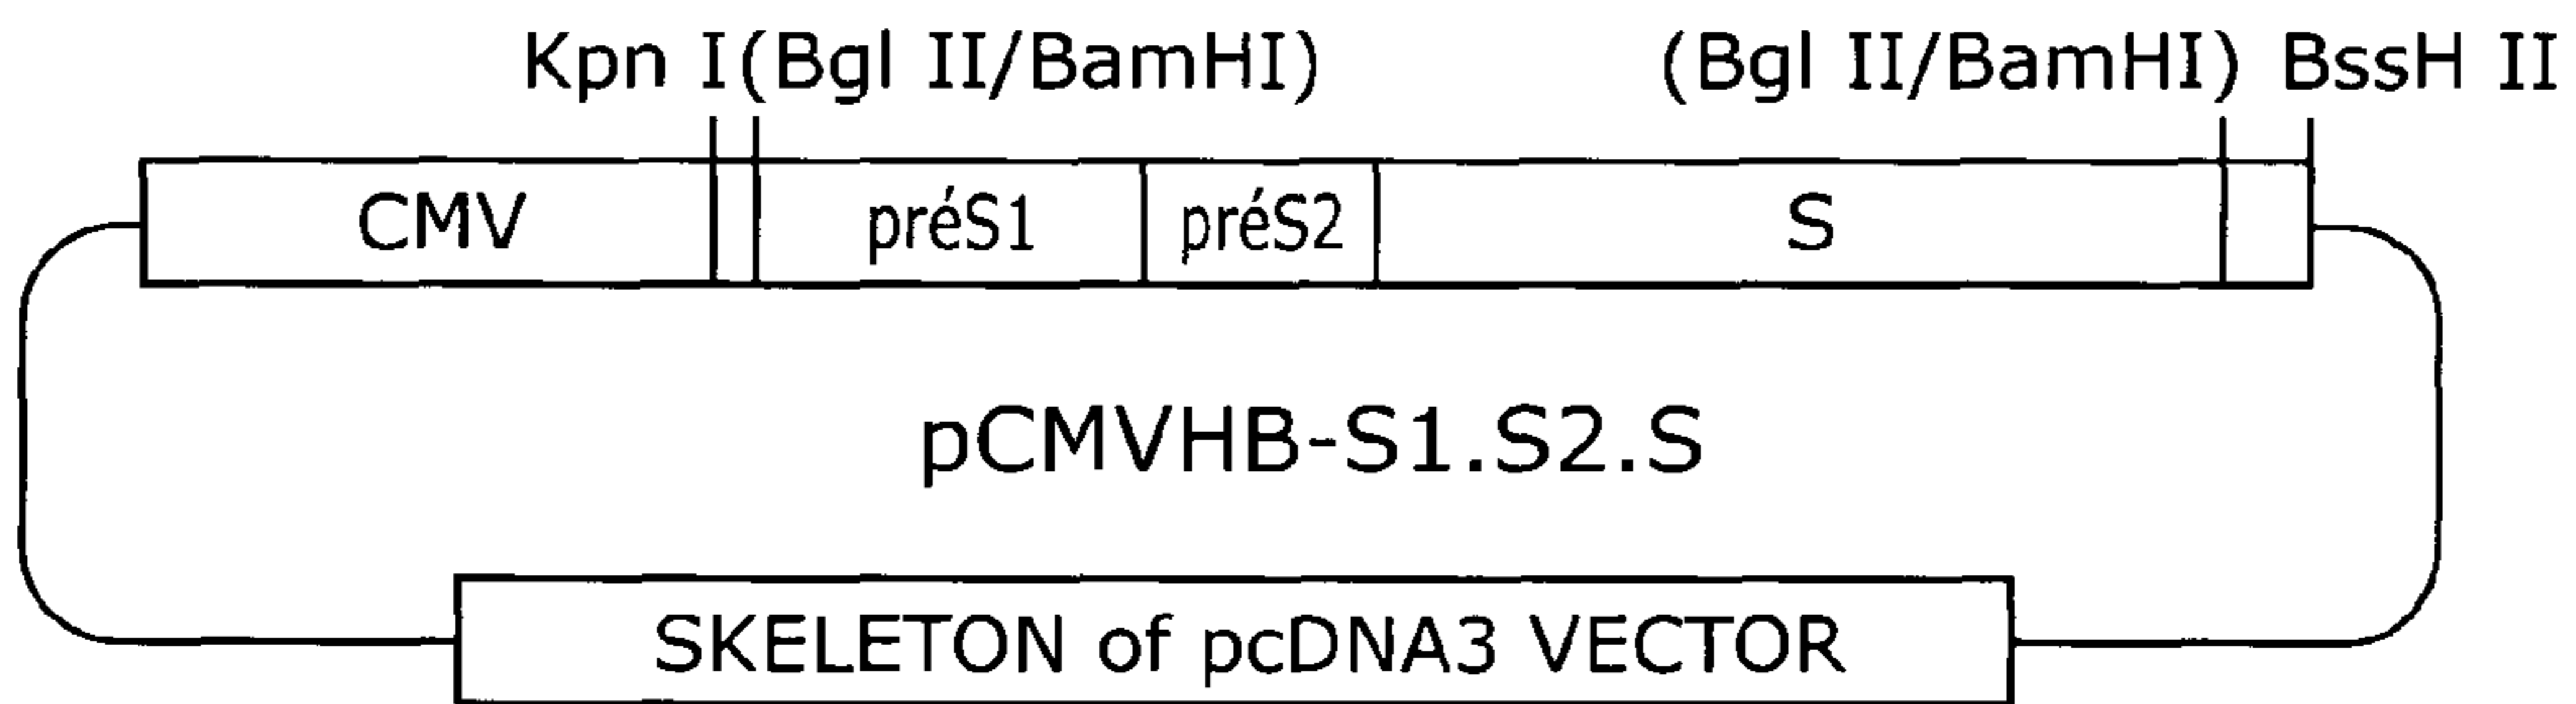 Kpn I (Bgl II/BamHI) (Bgl II/BamHI) BssH II
CMV préS1 préS2 S
pCMVHB-S1.S2.S
SKELETON of pcDNA3 VECTOR